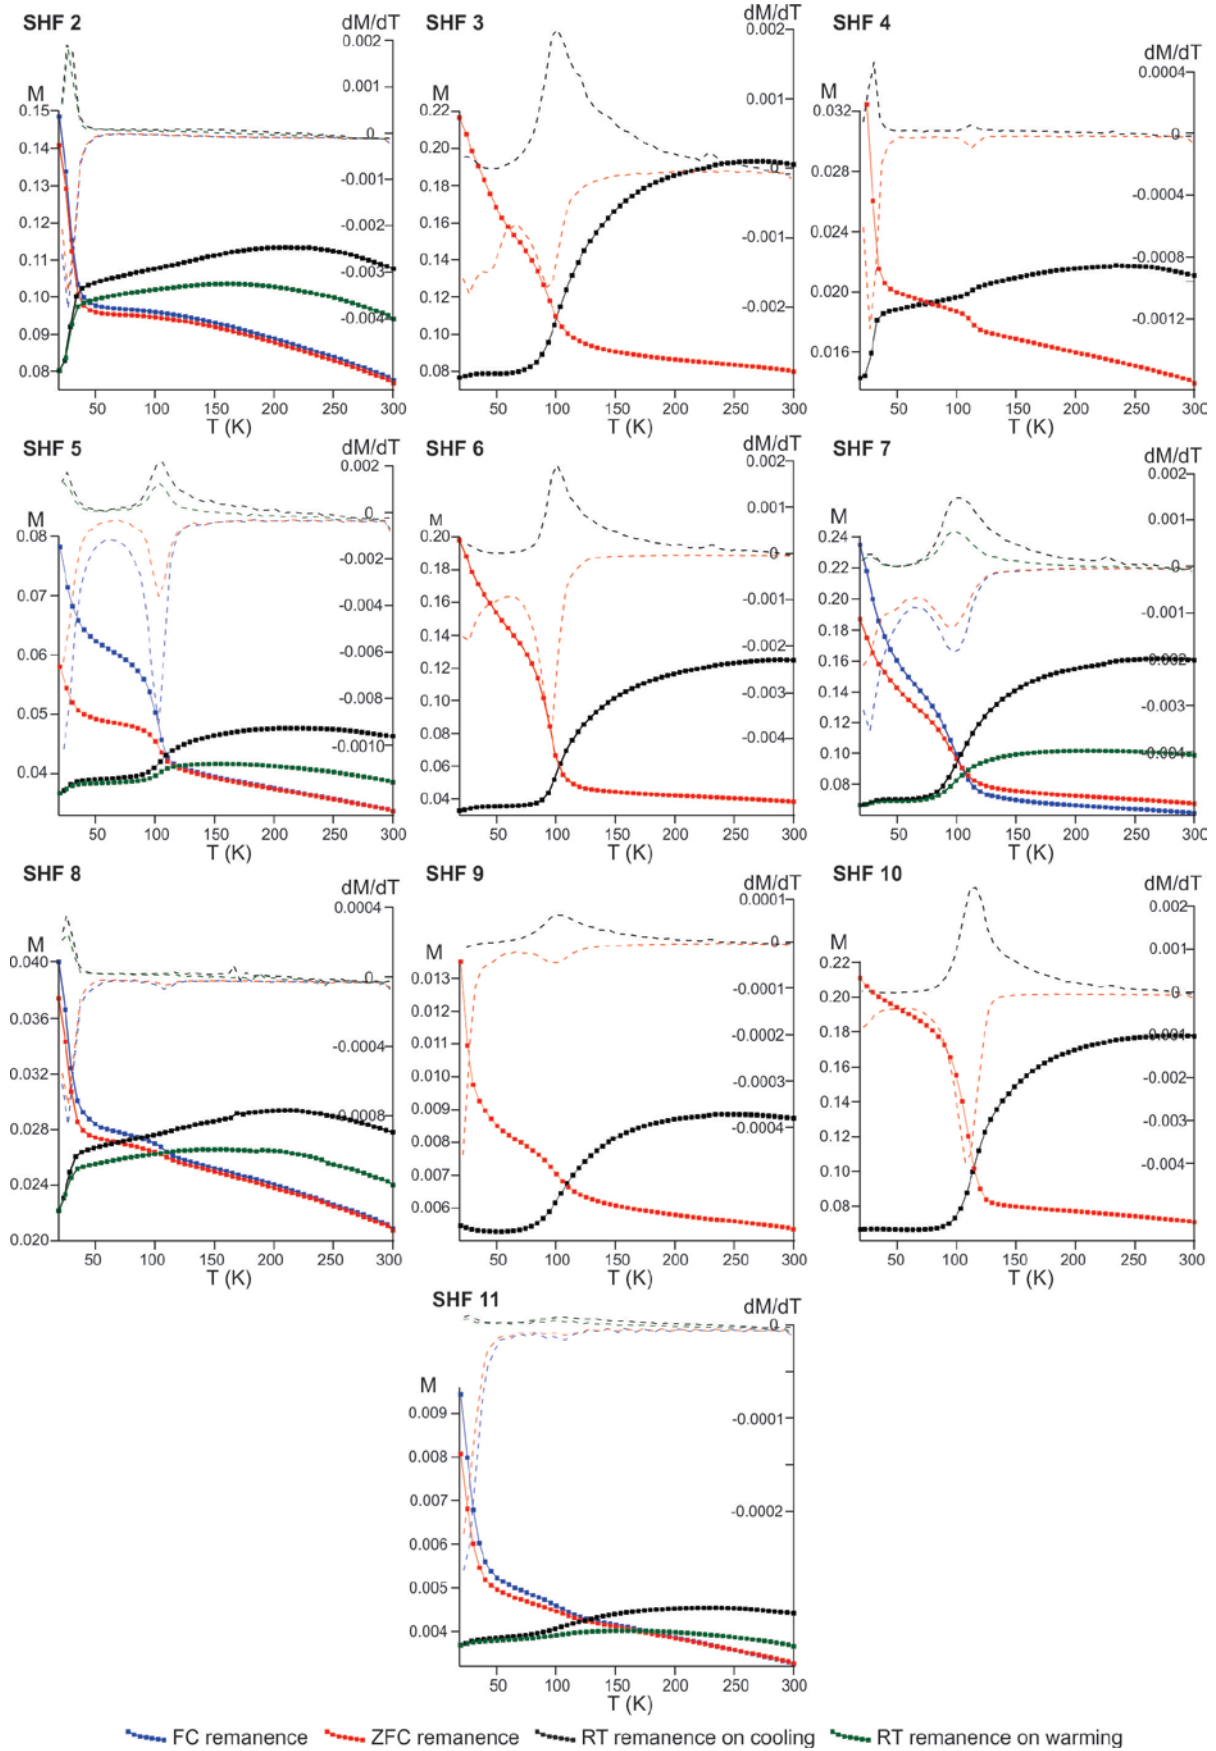 SHF 2
dM/dT
0.002
0.001
0
-0.001
-0.002
-0.003
-0.004
M
0.15
0.14
0.13
0.11
0.12
0.10
0.09
0.08
50 100 150 200 250 300
T (K)
SHF 3
dM/dT
0.002
0.001
0
-0.001
-0.002
M
0.22
0.20
0.18
0.16
0.14
0.12
0.10
0.08
50 100 150 200 250 300
T (K)
SHF 4
dM/dT
0.0004
0
-0.0004
-0.0008
-0.0012
M
0.032
0.028
0.024
0.020
0.016
50 100 150 200 250 300
T (K)
SHF 5
dM/dT
0.002
0
-0.002
-0.004
-0.006
-0.008
-0.0010
M
0.08
0.07
0.06
0.05
0.04
50 100 150 200 250 300
T (K)
SHF 6
dM/dT
0.002
0.001
0
-0.001
-0.002
-0.003
-0.004
M
0.20
0.18
0.16
0.14
0.12
0.10
0.08
0.06
0.04
50 100 150 200 250 300
T (K)
SHF 7
dM/dT
0.002
0.001
0
-0.001
-0.002
-0.003
-0.004
M
0.24
0.22
0.20
0.18
0.16
0.14
0.12
0.10
0.08
50 100 150 200 250 300
T (K)
SHF 8
dM/dT
0.0004
0
-0.0004
-0.0008
M
0.040
0.036
0.032
0.028
0.024
0.020
50 100 150 200 250 300
T (K)
SHF 9
dM/dT
0.0001
0
-0.0001
-0.0002
-0.0003
-0.0004
M
0.013
0.012
0.011
0.010
0.009
0.008
0.007
0.006
50 100 150 200 250 300
T (K)
SHF 10
dM/dT
0.002
0.001
0
-0.001
-0.002
-0.003
-0.004
M
0.22
0.20
0.18
0.16
0.14
0.12
0.10
0.08
50 100 150 200 250 300
T (K)
SHF 11
dM/dT
0
-0.0001
-0.0002
M
0.009
0.008
0.007
0.006
0.005
0.004
50 100 150 200 250 300
T (K)
FC remanence ZFC remanence RT remanence on cooling RT remanence on warming